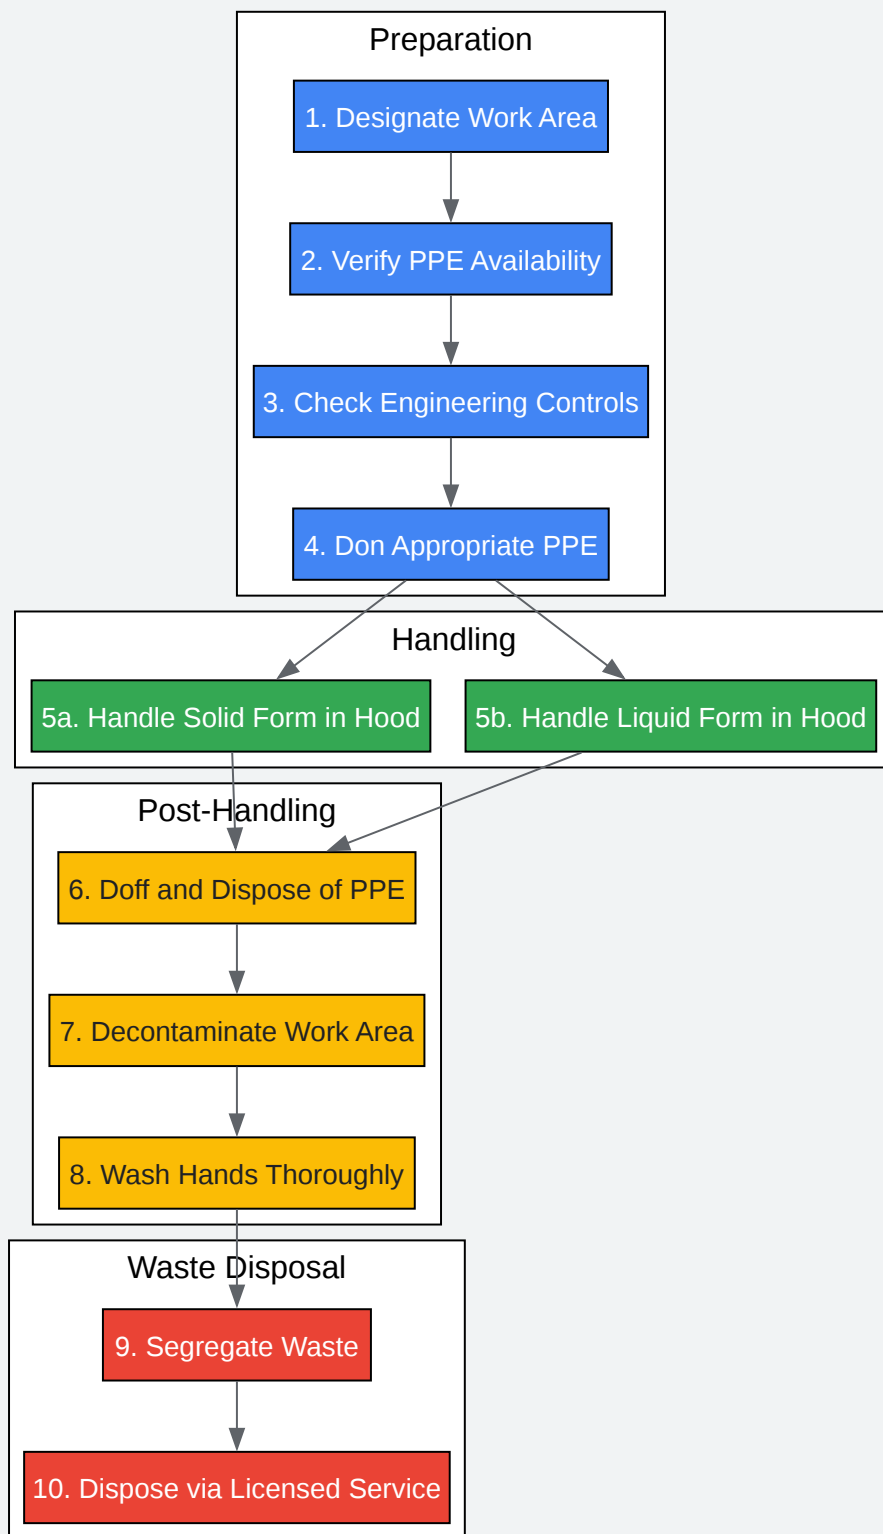 Preparation
1. Designate Work Area
2. Verify PPE Availability
3. Check Engineering Controls
4. Don Appropriate PPE
Handling
5a. Handle Solid Form in Hood
5b. Handle Liquid Form in Hood
Post-Handling
6. Doff and Dispose of PPE
7. Decontaminate Work Area
8. Wash Hands Thoroughly
Waste Disposal
9. Segregate Waste
10. Dispose via Licensed Service